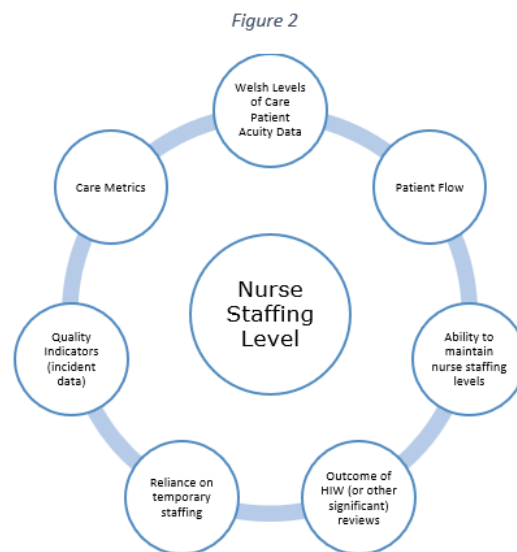 Figure 2
Welsh Levels
of Care
Patient
Acuity Data
Care Metrics
Patient Flow
Nurse
Staffing
Level
Quality
Indicators
(incident
data)
Ability to
maintain
nurse staffing
levels
Reliance on
temporary
staffing
Outcome of
HIW (or other
significant)
reviews